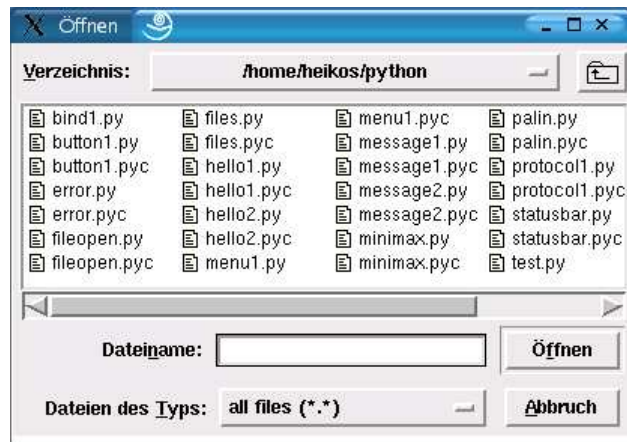 Öffnen
Verzeichnis: /home/heikos/python
bind1.py files.py menu1.pyc palin.py
button1.py files.pyc message1.py palin.pyc
button1.pyc hello1.py message1.pyc protocol1.py
error.py hello1.pyc message2.py protocol1.pyc
error.pyc hello2.py message2.pyc statusbar.py
fileopen.py hello2.pyc minimax.py statusbar.pyc
fileopen.pyc menu1.py minimax.pyc test.py
Dateiname: Öffnen
Dateien des Typs: all files (*.*) Abbruch